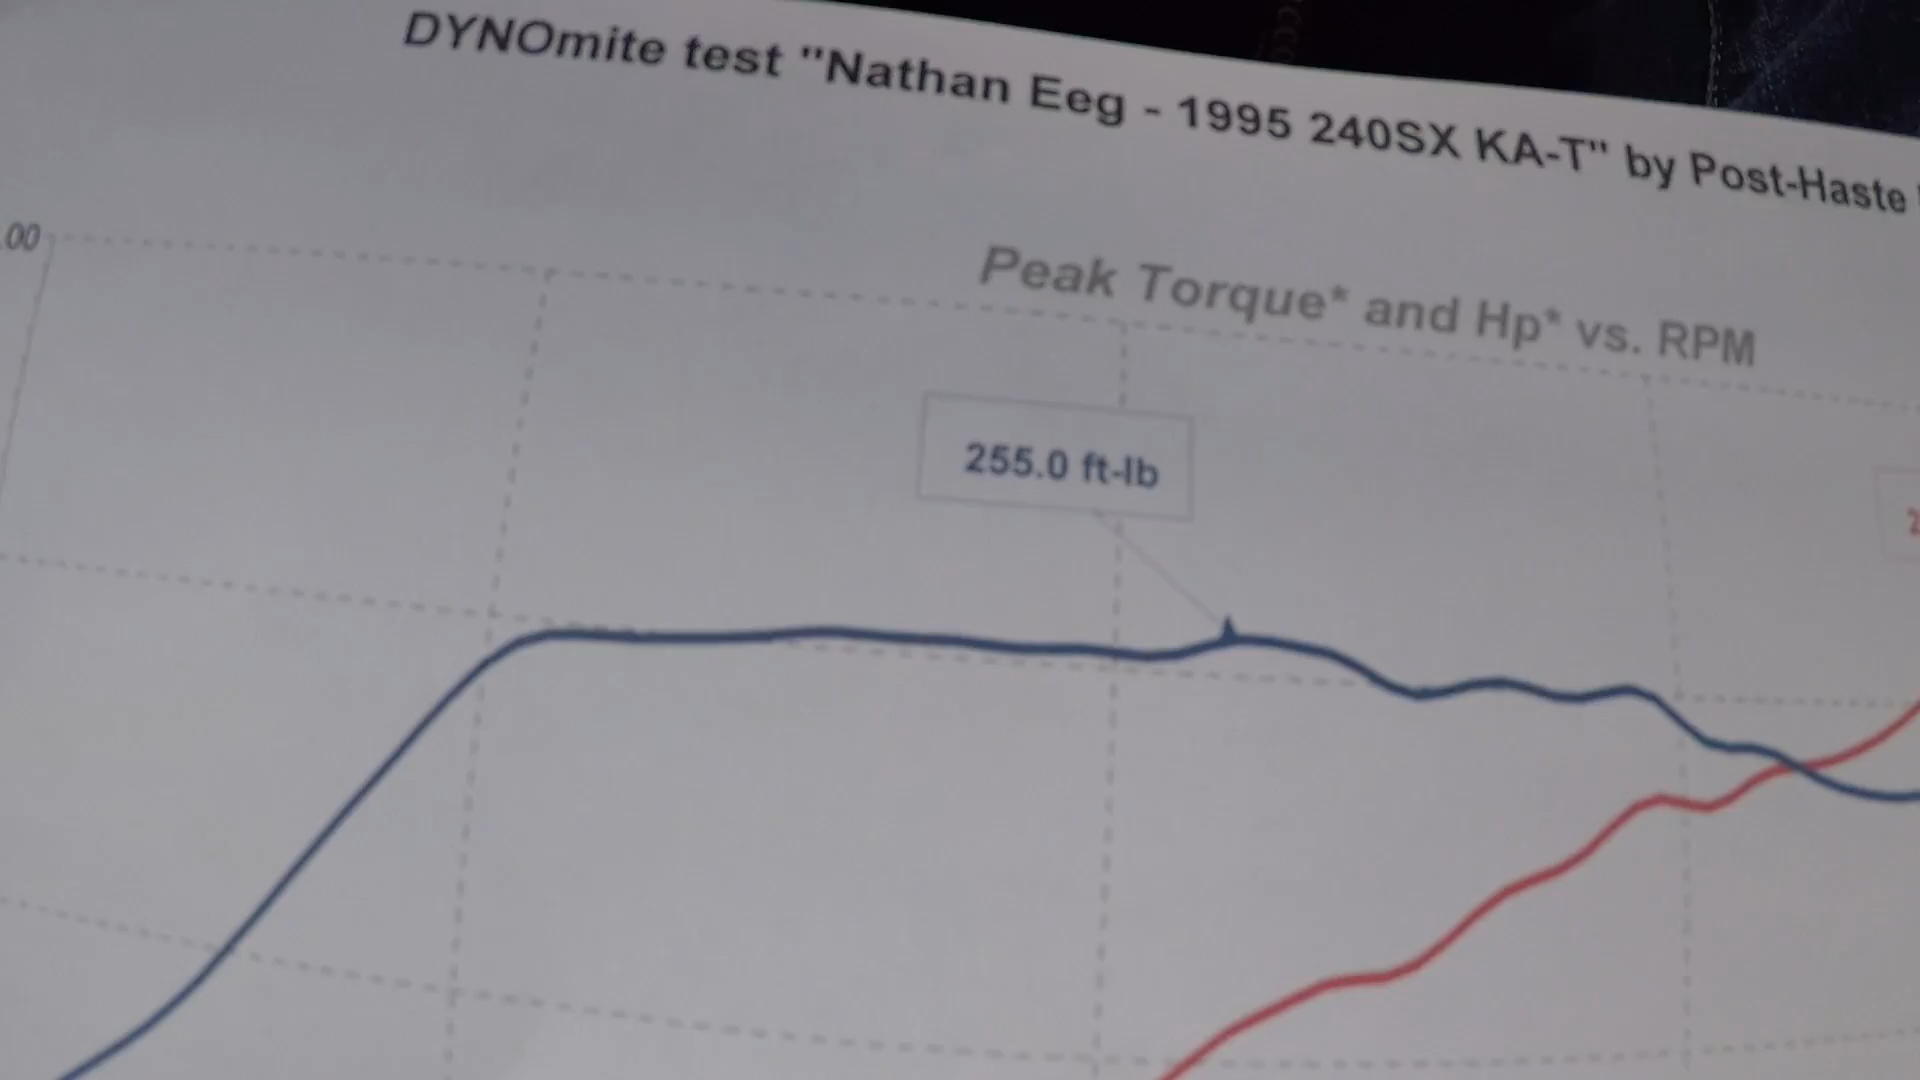 DYNOmite test "Nathan Eeg - 1995 240SX KA-T" by Post-Haste
.00
Peak Torque* and Hp* vs. RPM
255.0 ft-lb
2